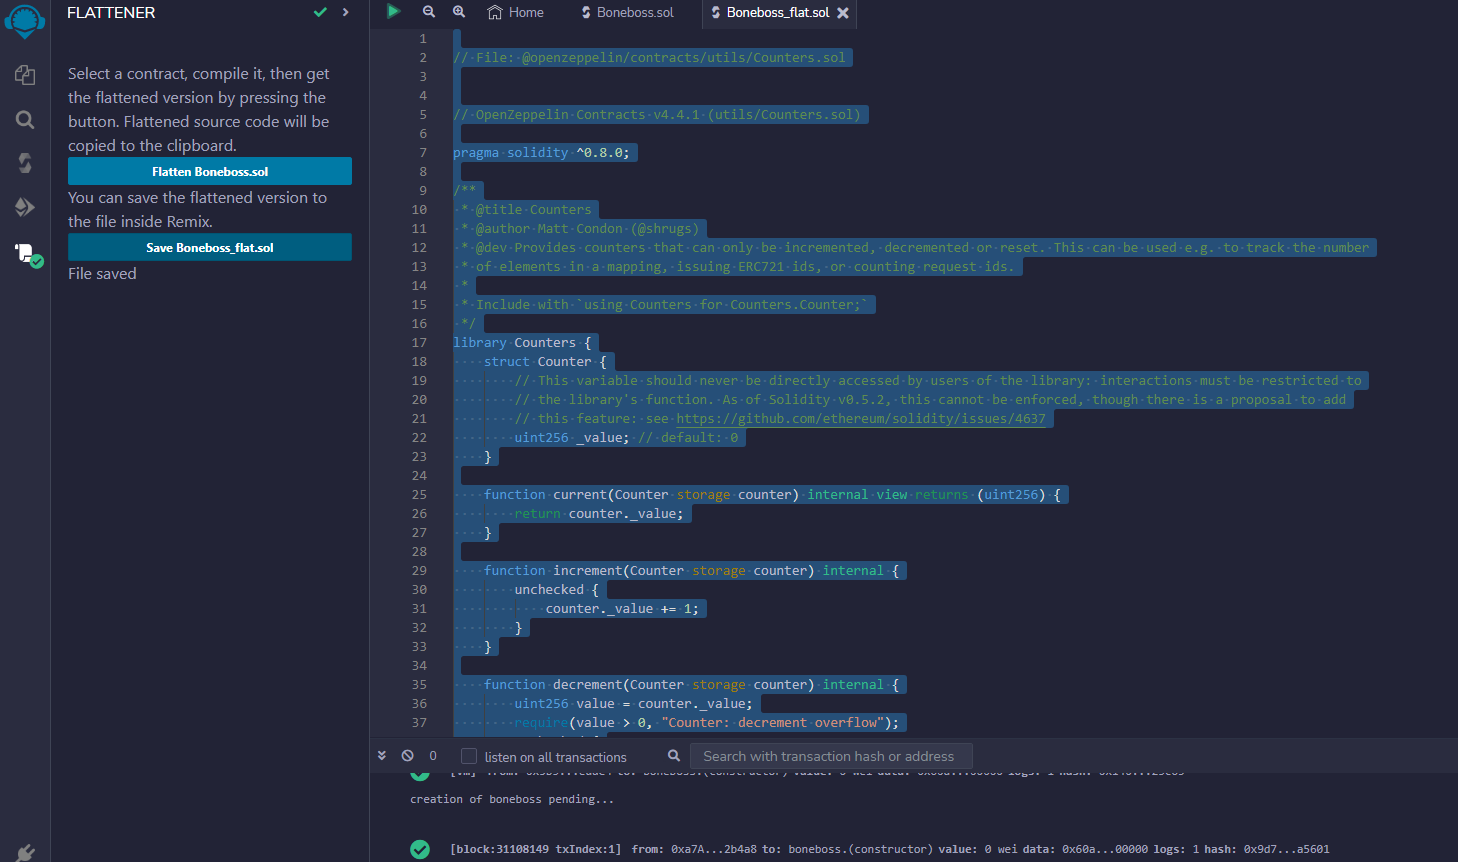 FLATTENER
Select a contract, compile it, then get
the flattened version by pressing the
button. Flattened source code will be
copied to the clipboard.
Flatten Boneboss.sol
You can save the flattened version to
the file inside Remix.
Save Boneboss_flat.sol
File saved
Home
Boneboss.sol
Boneboss_flat.sol
1
2 // File: @openzeppelin/contracts/utils/Counters.sol
3
4
5 // OpenZeppelin Contracts v4.4.1 (utils/Counters.sol)
6
7 pragma solidity ^0.8.0;
8
9 /**
10  * @title Counters
11  * @author Matt Condon (@shrugs)
12  * @dev Provides counters that can only be incremented, decremented or reset. This can be used e.g. to track the number
13  * of elements in a mapping, issuing ERC721 ids, or counting request ids.
14  *
15  * Include with `using Counters for Counters.Counter;`
16  */
17 library Counters {
18     struct Counter {
19         // This variable should never be directly accessed by users of the library: interactions must be restricted to
20         // the library's function. As of Solidity v0.5.2, this cannot be enforced, though there is a proposal to add
21         // this feature: see https://github.com/ethereum/solidity/issues/4637
22         uint256 _value; // default: 0
23     }
24
25     function current(Counter storage counter) internal view returns (uint256) {
26         return counter._value;
27     }
28
29     function increment(Counter storage counter) internal {
30         unchecked {
31             counter._value += 1;
32         }
33     }
34
35     function decrement(Counter storage counter) internal {
36         uint256 value = counter._value;
37         require(value > 0, "Counter: decrement overflow");
0
listen on all transactions
Search with transaction hash or address
creation of boneboss pending...
[block:31108149 txIndex:1] from: 0xa7A...2b4a8 to: boneboss.(constructor) value: 0 wei data: 0x60a...00000 logs: 1 hash: 0x9d7...a5601